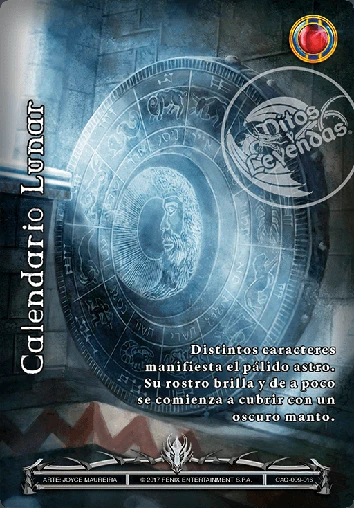 Mitos
y
Leyendas.
Calendario Lunar
Distintos caracteres
manifiesta el pálido astro.
Su rostro brilla y de a poco
se comienza a cubrir con un
oscuro manto.
ARTE: JOYCE MAUREIRA
© 2017 FENIX ENTERTAINMENT S.P.A.